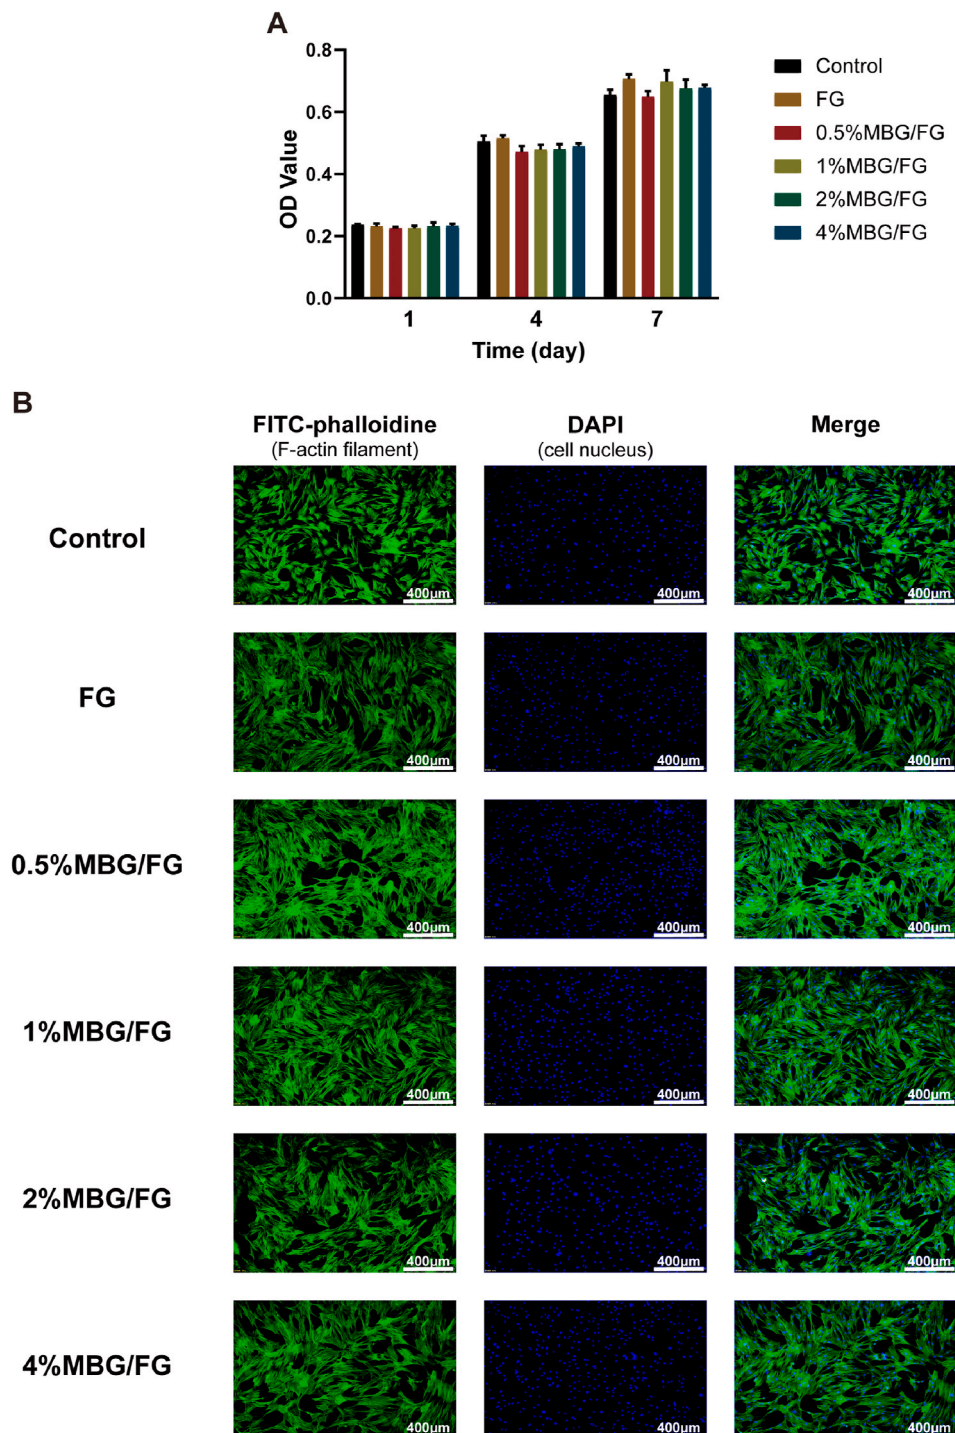 A
0.8
0.6
0.4
0.2
0.0
OD Value
1
4
7
Time (day)
Control
FG
0.5%MBG/FG
1%MBG/FG
2%MBG/FG
4%MBG/FG
B
FITC-phalloidine
(F-actin filament)
DAPI
(cell nucleus)
Merge
Control
400μm
400μm
400μm
FG
400μm
400μm
400μm
0.5%MBG/FG
400μm
400μm
400μm
1%MBG/FG
400μm
400μm
400μm
2%MBG/FG
400μm
400μm
400μm
4%MBG/FG
400μm
400μm
400μm